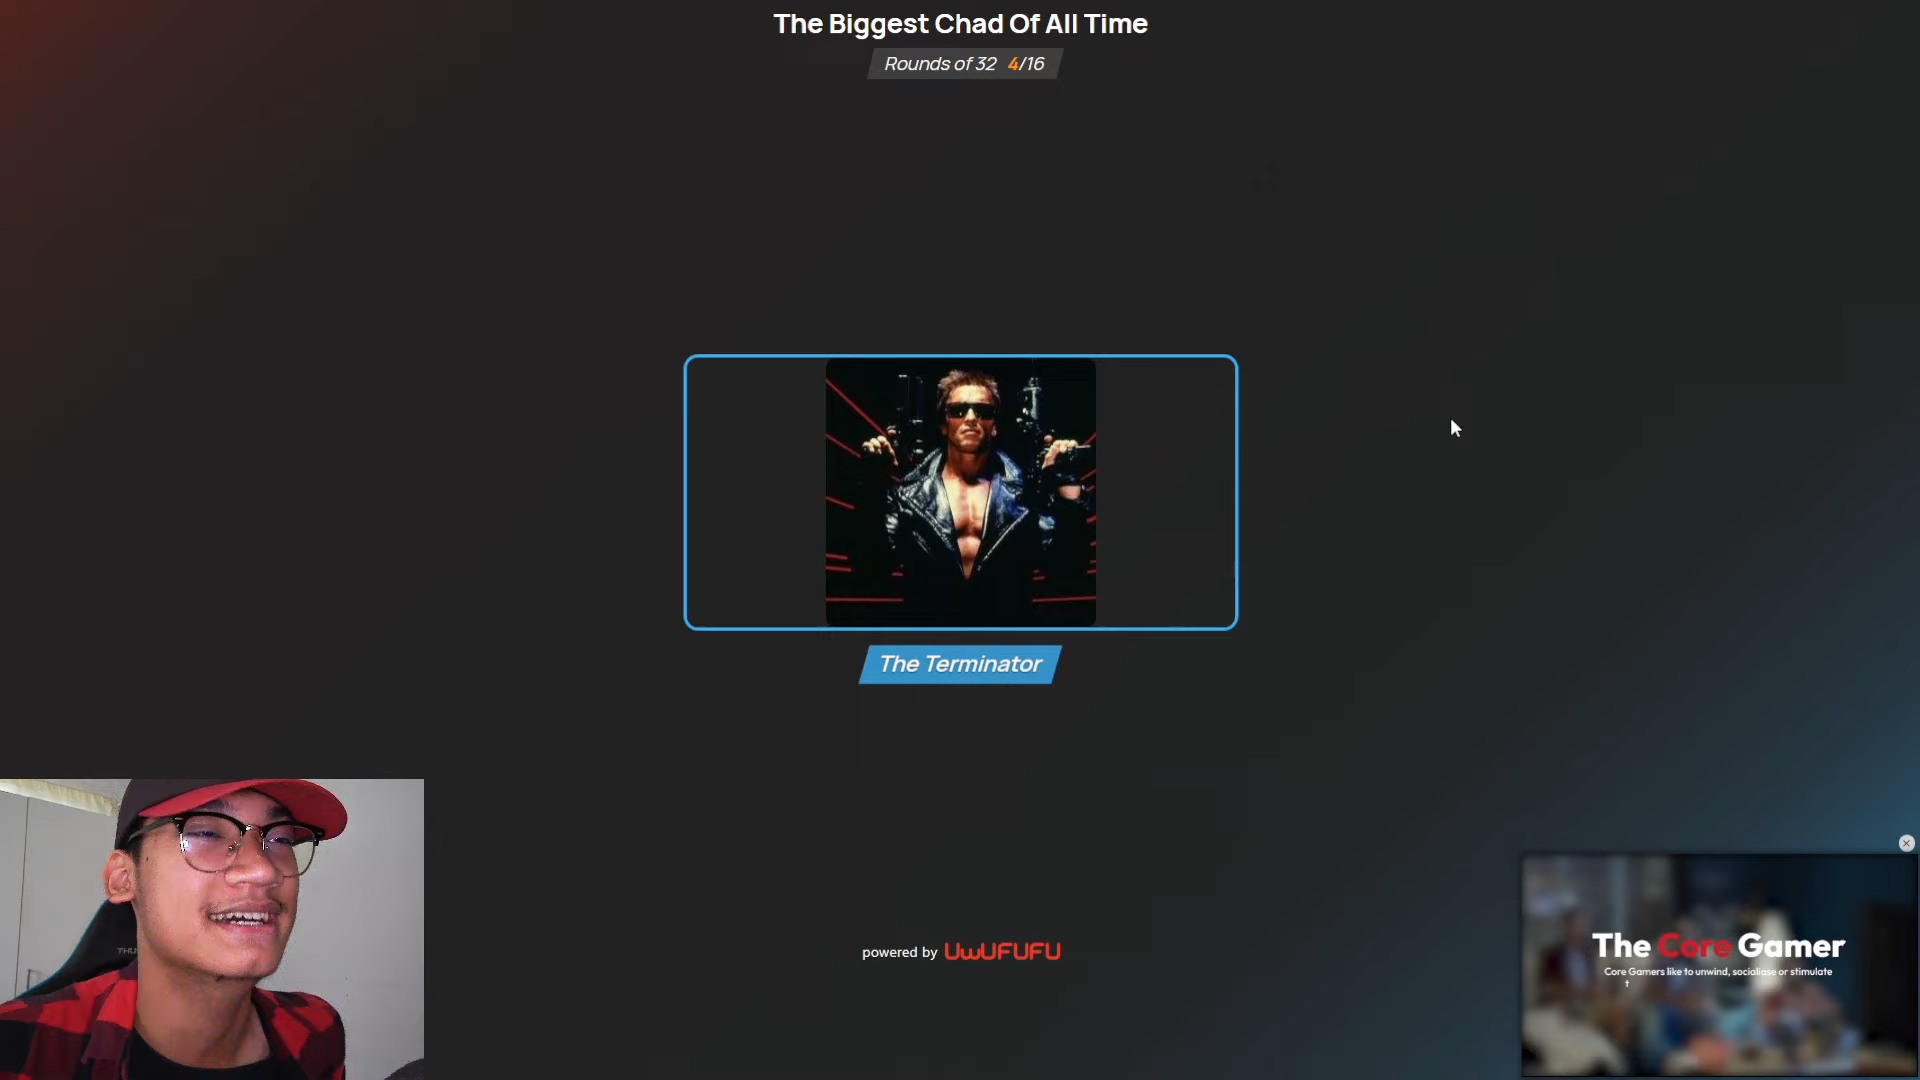 The Biggest Chad Of All Time
Rounds of 32 4/16
The Terminator
powered by UwUFUFU
The Core Gamer
Core Gamers like to unwind, socialise or stimulate
t
THU